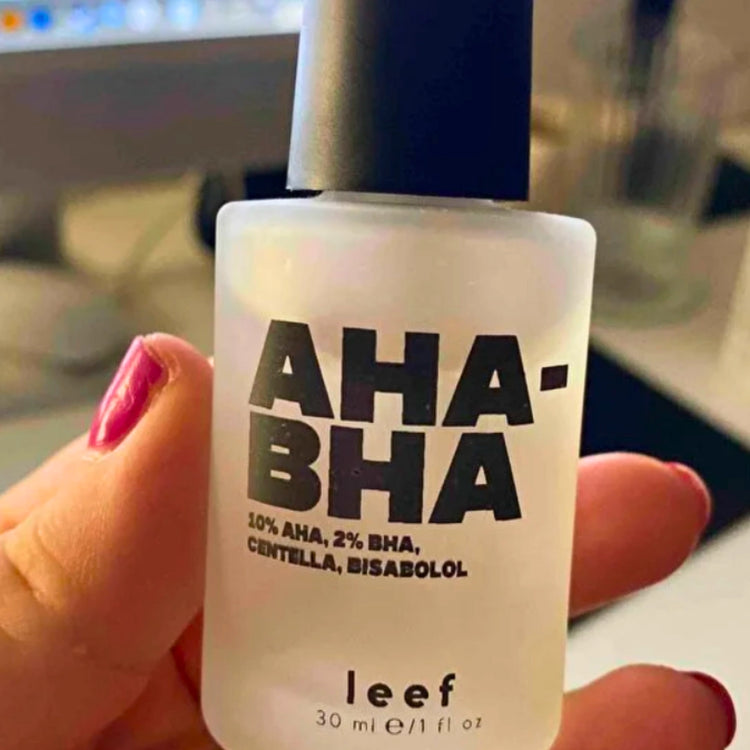 AHA-
BHA
10% AHA, 2% BHA,
CENTELLA, BISABOLOL
leef
30 ml ℮/1 fl oz